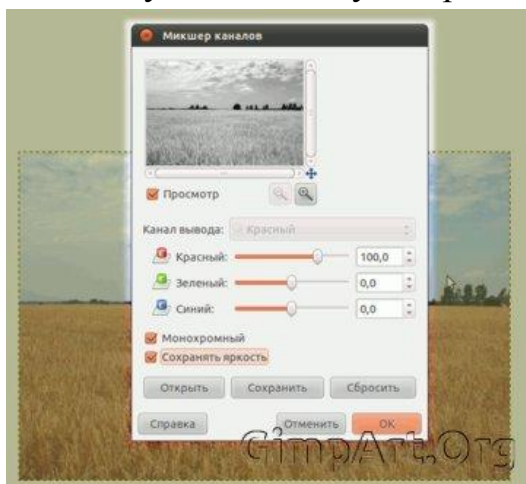 Микшер каналов
Просмотр
Канал вывода: Красный
Красный: 100,0
Зеленый: 0,0
Синий: 0,0
Монохромный
Сохранять яркость
Открыть Сохранить Сбросить
Справка Отменить ОК
GimpArt.Org